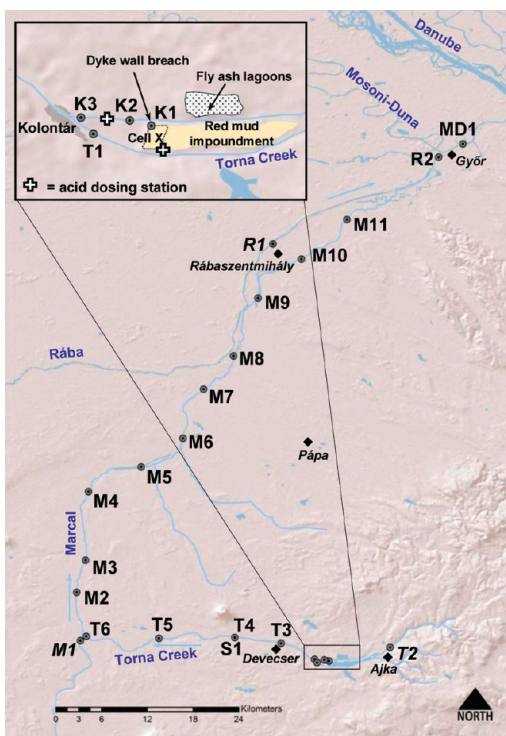 Danube
Mosoni-Duna
Dyke wall breach
Fly ash lagoons
K3
K2
K1
Kolontár
Cell X
Red mud
impoundment
T1
Torna Creek
= acid dosing station
MD1
R2
Győr
M11
R1
M10
Rábaszentmihály
M9
Rába
M8
M7
M6
Pápa
M5
M4
Marcal
M3
M2
T6
M1
T5
T4
S1
T3
Devecser
Torna Creek
T2
Ajka
Kilometers
0 3 6 12 18 24
NORTH